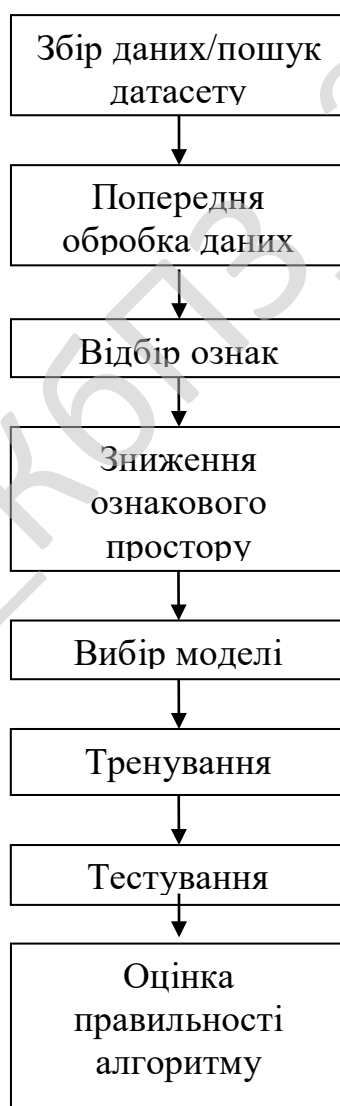 Збір даних/пошук
датасету
Попередня
обробка даних
Відбір ознак
Зниження
ознакового
простору
Вибір моделі
Тренування
Тестування
Оцінка
правильності
алгоритму